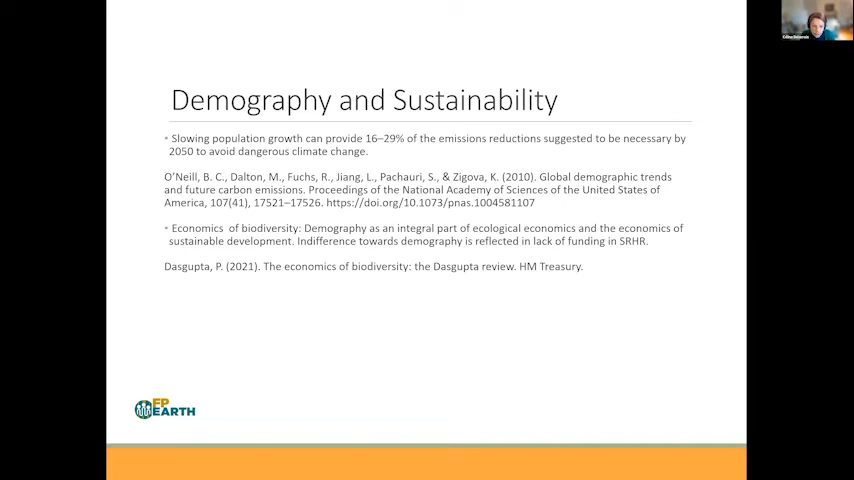 Demography and Sustainability
• Slowing population growth can provide 16–29% of the emissions reductions suggested to be necessary by
2050 to avoid dangerous climate change.
O’Neill, B. C., Dalton, M., Fuchs, R., Jiang, L., Pachauri, S., & Zigova, K. (2010). Global demographic trends
and future carbon emissions. Proceedings of the National Academy of Sciences of the United States of
America, 107(41), 17521–17526. https://doi.org/10.1073/pnas.1004581107
• Economics of biodiversity: Demography as an integral part of ecological economics and the economics of
sustainable development. Indifference towards demography is reflected in lack of funding in SRHR.
Dasgupta, P. (2021). The economics of biodiversity: the Dasgupta review. HM Treasury.
FP
EARTH